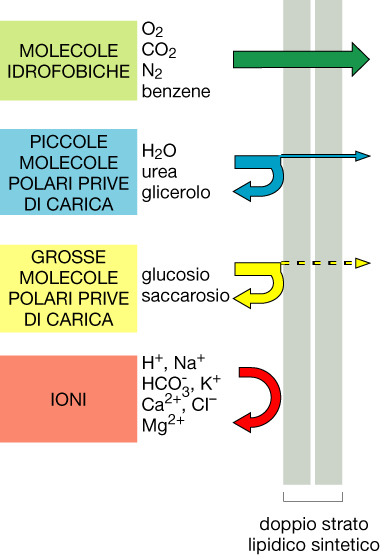 MOLECOLE
IDROFOBICHE
O₂
CO₂
N₂
benzene
PICCOLE
MOLECOLE
POLARI PRIVE
DI CARICA
H₂O
urea
glicerolo
GROSSE
MOLECOLE
POLARI PRIVE
DI CARICA
glucosio
saccarosio
IONI
H⁺, Na⁺
HCO₃⁻, K⁺
Ca²⁺, Cl⁻
Mg²⁺
doppio strato
lipidico sintetico